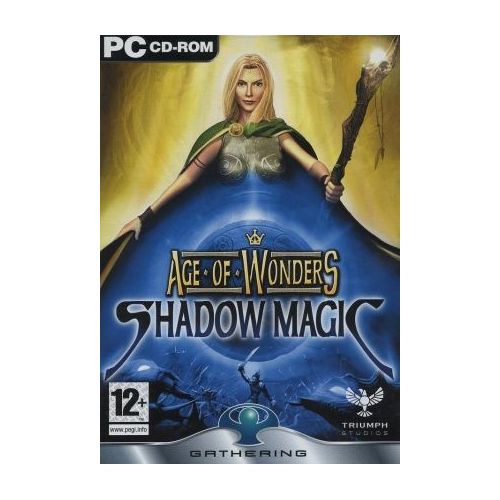 PC CD-ROM
AGE • OF • WONDERS
SHADOW MAGIC
12+
www.pegi.info
TRIUMPH
STUDIOS
GATHERING